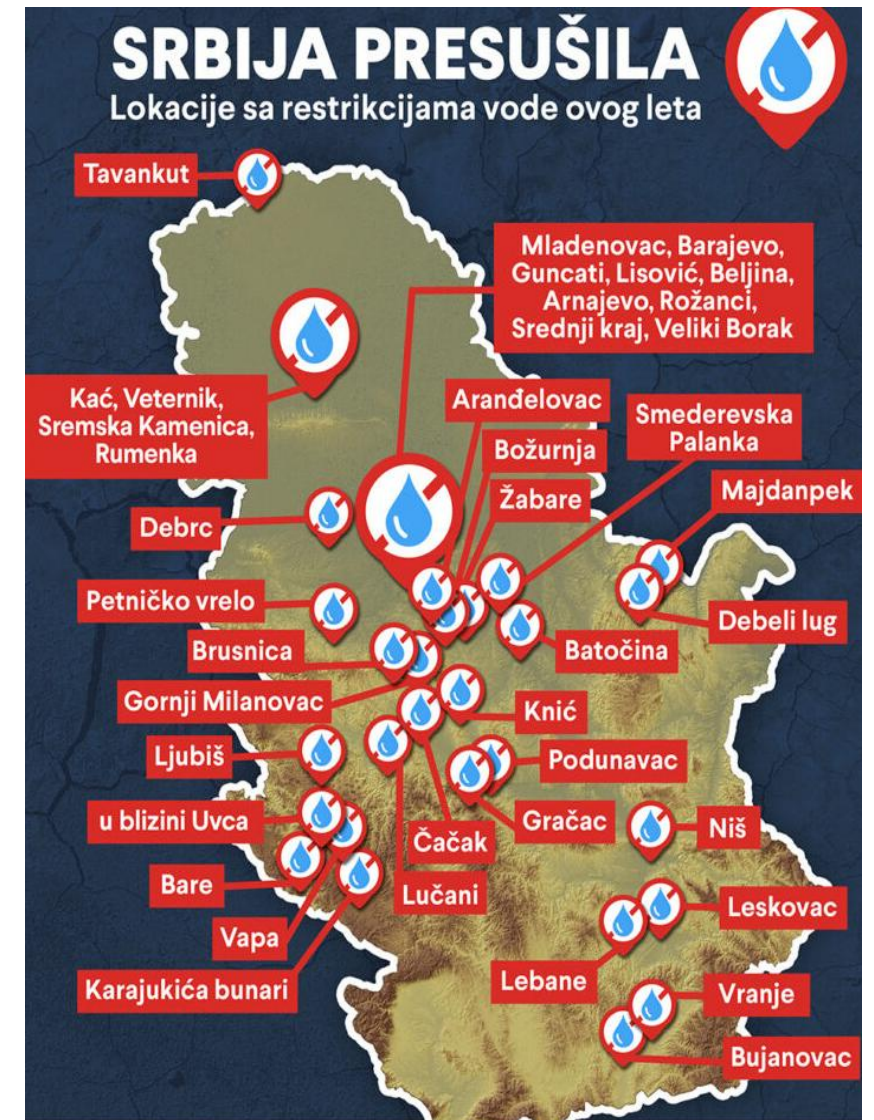 SRBIJA PRESUŠILA
Lokacije sa restrikcijama vode ovog leta
Tavankut
Mladenovac, Barajevo,
Guncati, Lisović, Beljina,
Arnajevo, Rožanci,
Srednji kraj, Veliki Borak
Kać, Veternik,
Sremska Kamenica,
Rumenka
Aranđelovac
Smederevska
Palanka
Božurnja
Žabare
Majdanpek
Debrc
Petničko vrelo
Debeli lug
Brusnica
Batočina
Gornji Milanovac
Knić
Ljubiš
Podunavac
u blizini Uvca
Gračac
Niš
Čačak
Bare
Lučani
Leskovac
Vapa
Lebane
Karajukića bunari
Vranje
Bujanovac